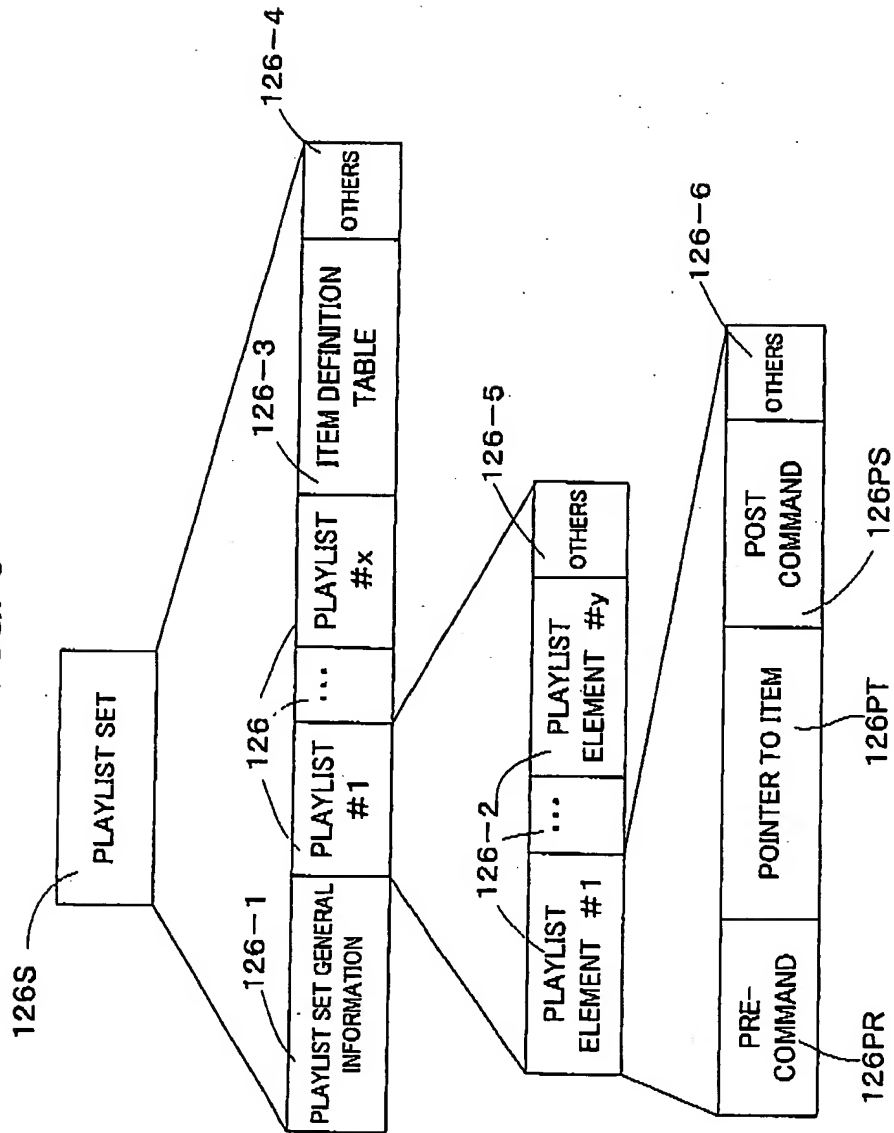 126S
PLAYLIST SET
126-1
126
126-3
126-4
PLAYLIST SET GENERAL
INFORMATION
PLAYLIST
#1
...
PLAYLIST
#x
ITEM DEFINITION
TABLE
OTHERS
126-2
126-5
PLAYLIST
ELEMENT #1
...
PLAYLIST
ELEMENT #y
OTHERS
126-6
PRE-
COMMAND
POINTER TO ITEM
POST
COMMAND
OTHERS
126PR
126PT
126PS